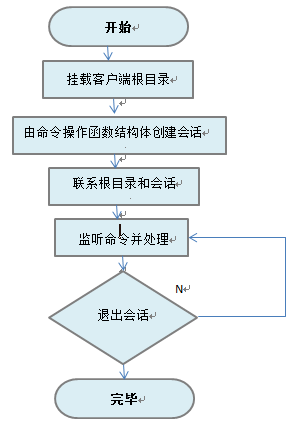 开始
挂载客户端根目录
由命令操作函数结构体创建会话
联系根目录和会话
监听命令并处理
N
退出会话
完毕